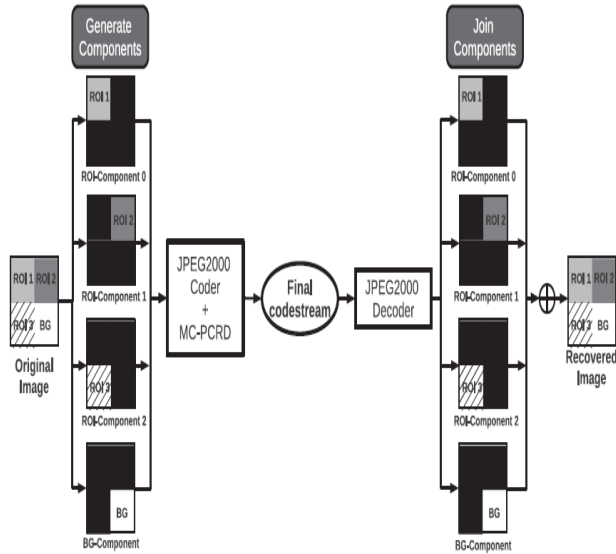 Generate
Components
Join
Components
ROI 1
ROI-Component 0
ROI 2
ROI-Component 1
ROI 1 ROI 2
ROI 3 BG
Original
Image
ROI 3
ROI-Component 2
BG
BG-Component
JPEG2000
Coder
+
MC-PCRD
Final
codestream
JPEG2000
Decoder
ROI 1
ROI-Component 0
ROI 2
ROI-Component 1
ROI 3
ROI-Component 2
BG
BG-Component
ROI 1 ROI 2
ROI 3 BG
Recovered
Image